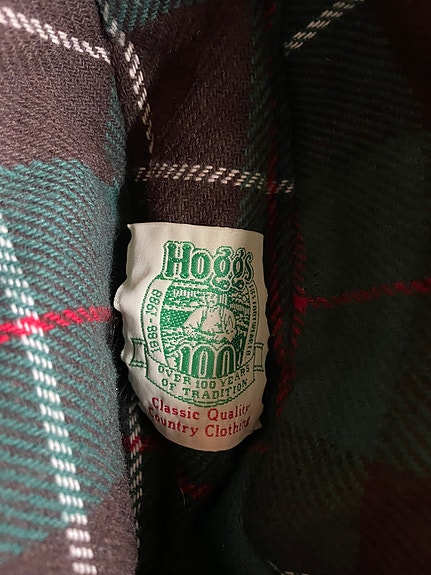 Hoggs
1888-1988
100
OVER 100 YEARS
OF TRADITION
Classic Quality
Country Clothing